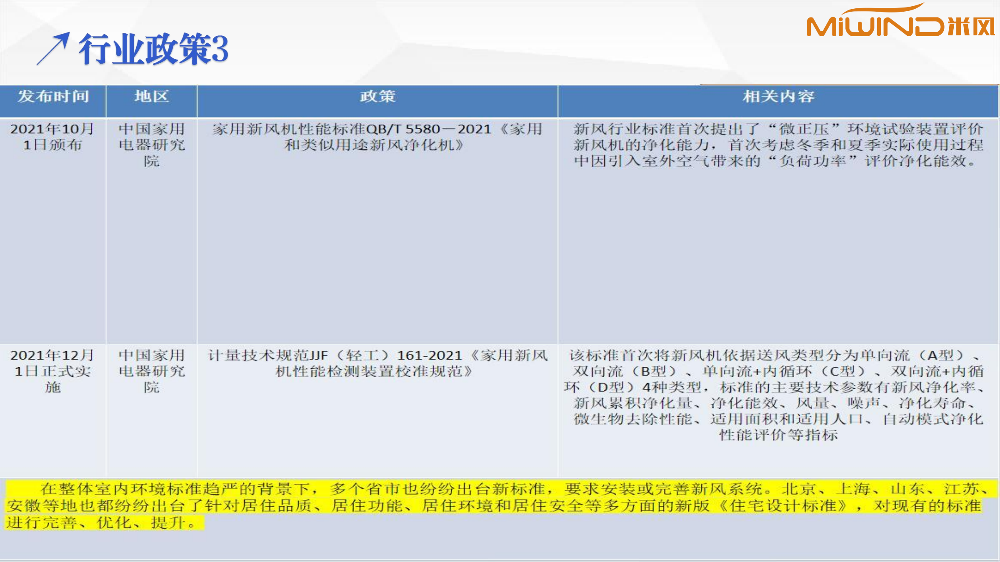 MIWIND米风
行业政策3
发布时间 地区 政策 相关内容
2021年10月
1日颁布
中国家用
电器研究
院
家用新风机性能标准QB/T 5580－2021《家用
和类似用途新风净化机》
新风行业标准首次提出了“微正压”环境试验装置评价
新风机的净化能力，首次考虑冬季和夏季实际使用过程
中因引入室外空气带来的“负荷功率”评价净化能效。
2021年12月
1日正式实
施
中国家用
电器研究
院
计量技术规范JJF（轻工）161-2021《家用新风
机性能检测装置校准规范》
该标准首次将新风机依据送风类型分为单向流（A型）、
双向流（B型）、单向流+内循环（C型）、双向流+内循
环（D型）4种类型，标准的主要技术参数有新风净化率、
新风累积净化量、净化能效、风量、噪声、净化寿命、
微生物去除性能、适用面积和适用人口、自动模式净化
性能评价等指标
在整体室内环境标准趋严的背景下，多个省市也纷纷出台新标准，要求安装或完善新风系统。北京、上海、山东、江苏、
安徽等地也都纷纷出台了针对居住品质、居住功能、居住环境和居住安全等多方面的新版《住宅设计标准》，对现有的标准
进行完善、优化、提升。